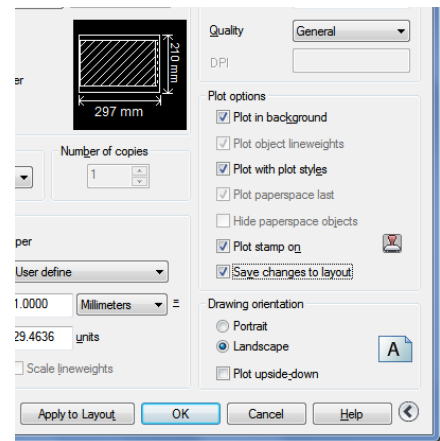 Quality General
DPI
210 mm
297 mm
er
Plot options
Plot in background
Plot object lineweights
Plot with plot styles
Plot paperspace last
Hide paperspace objects
Plot stamp on
Save changes to layout
Number of copies
1
per
User define
1.0000 Millimeters =
29.4636 units
Scale lineweights
Drawing orientation
Portrait
Landscape
A
Plot upside-down
Apply to Layout OK Cancel Help